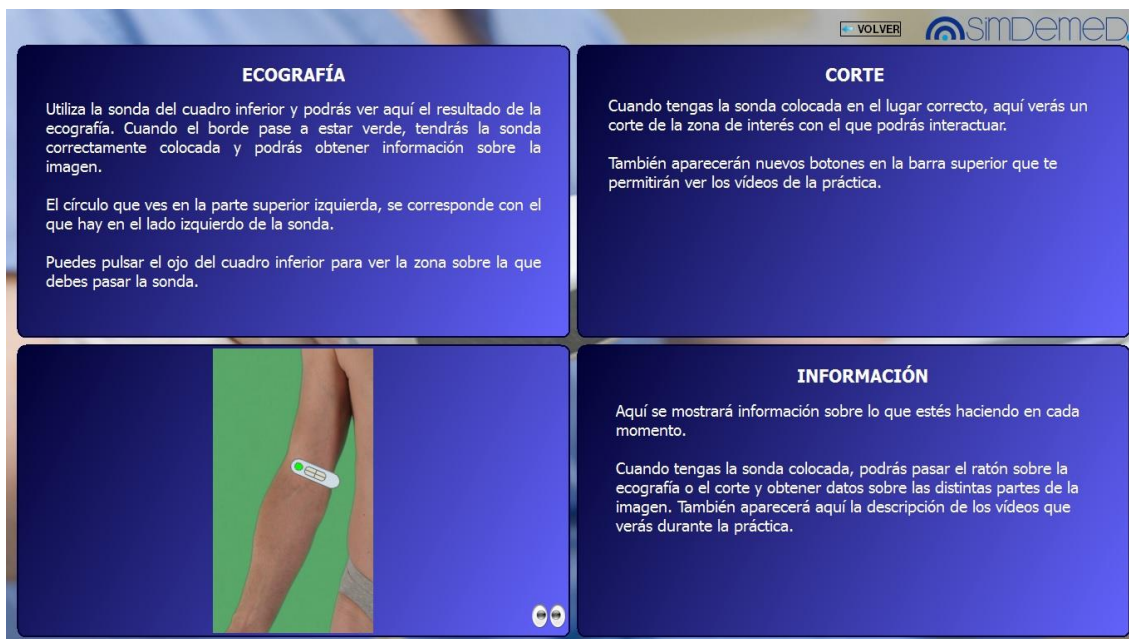 VOLVER
SIMDEMED
ECOGRAFÍA
Utiliza la sonda del cuadro inferior y podrás ver aquí el resultado de la
ecografía. Cuando el borde pase a estar verde, tendrás la sonda
correctamente colocada y podrás obtener información sobre la
imagen.
El círculo que ves en la parte superior izquierda, se corresponde con el
que hay en el lado izquierdo de la sonda.
Puedes pulsar el ojo del cuadro inferior para ver la zona sobre la que
debes pasar la sonda.
CORTE
Cuando tengas la sonda colocada en el lugar correcto, aquí verás un
corte de la zona de interés con el que podrás interactuar.
También aparecerán nuevos botones en la barra superior que te
permitirán ver los vídeos de la práctica.
INFORMACIÓN
Aquí se mostrará información sobre lo que estés haciendo en cada
momento.
Cuando tengas la sonda colocada, podrás pasar el ratón sobre la
ecografía o el corte y obtener datos sobre las distintas partes de la
imagen. También aparecerá aquí la descripción de los vídeos que
verás durante la práctica.